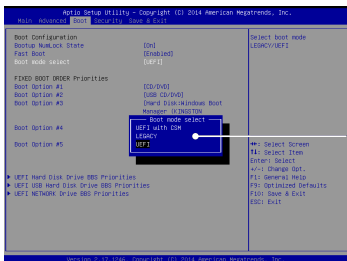 Aptio Setup Utility - Copyright (C) 2014 American Megatrends, Inc.
Main Advanced Boot Security Save & Exit
Boot Configuration
Bootup NumLock State [On]
Fast Boot [Enabled]
Boot mode select [UEFI]
FIXED BOOT ORDER Priorities
Boot Option #1 [CD/DVD]
Boot Option #2 [USB CD/DVD]
Boot Option #3 [Hard Disk:Windows Boot
Manager (KINGSTON
Boot Option #4
Boot Option #5
Boot mode select
UEFI with CSM
LEGACY
UEFI
UEFI Hard Disk Drive BBS Priorities
UEFI USB Hard Disk Drive BBS Priorities
UEFI NETWORK Drive BBS Priorities
Select boot mode
LEGACY/UEFI
→←: Select Screen
↑↓: Select Item
Enter: Select
+/-: Change Opt.
F1: General Help
F9: Optimized Defaults
F10: Save & Exit
ESC: Exit
Version 2.17.1246. Copyright (C) 2014 American Megatrends, Inc.